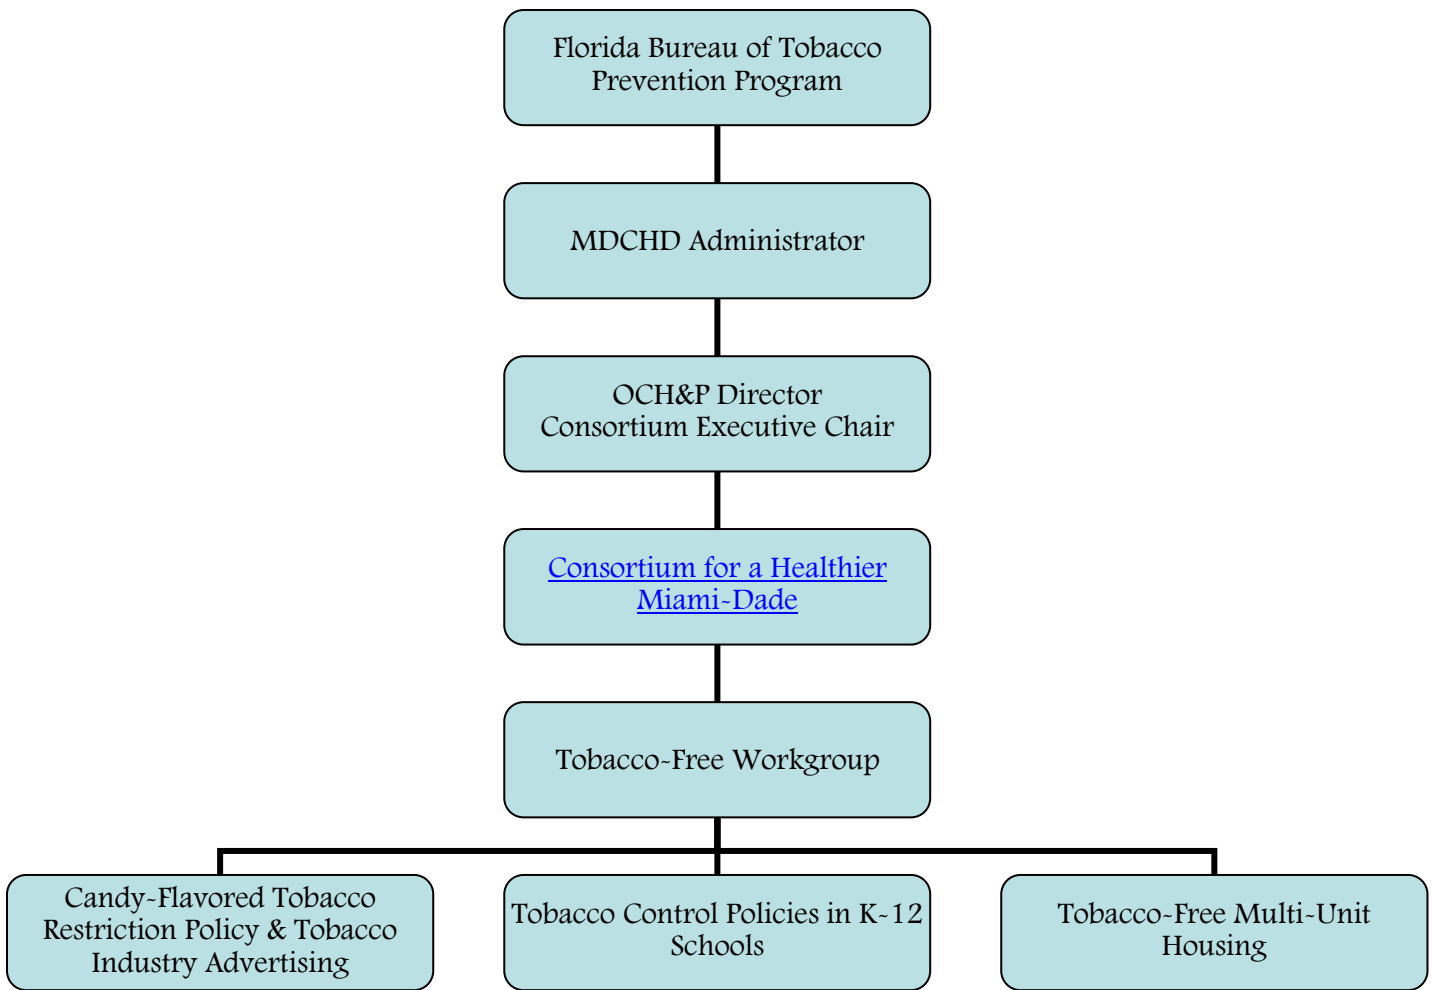 Florida Bureau of Tobacco
Prevention Program
MDCHD Administrator
OCH&P Director
Consortium Executive Chair
Consortium for a Healthier
Miami-Dade
Tobacco-Free Workgroup
Candy-Flavored Tobacco
Restriction Policy & Tobacco
Industry Advertising
Tobacco Control Policies in K-12
Schools
Tobacco-Free Multi-Unit
Housing